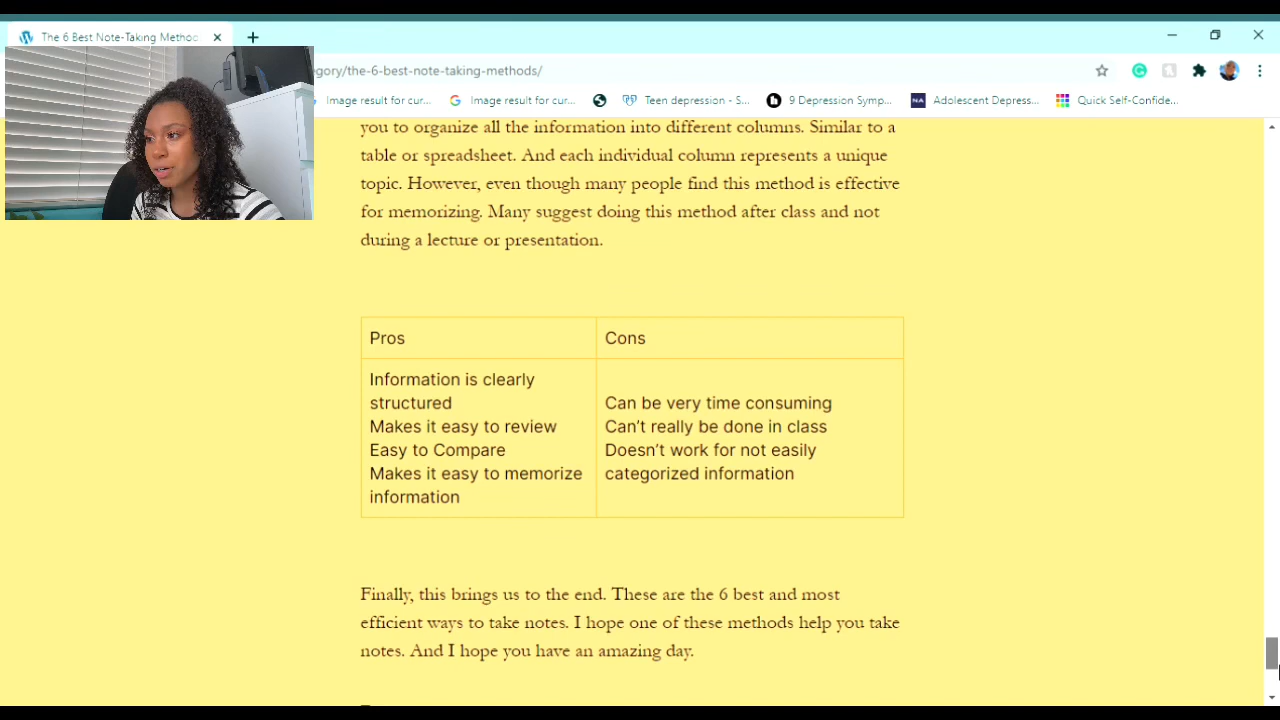 The 6 Best Note-Taking Metho
gory/the-6-best-note-taking-methods/
Image result for cur...
Image result for cur...
Teen depression - S...
9 Depression Symp...
NA
Adolescent Depress...
Quick Self-Confide...
you to organize all the information into different columns. Similar to a
table or spreadsheet. And each individual column represents a unique
topic. However, even though many people find this method is effective
for memorizing. Many suggest doing this method after class and not
during a lecture or presentation.
Pros
Cons
Information is clearly
structured
Makes it easy to review
Easy to Compare
Makes it easy to memorize
information
Can be very time consuming
Can't really be done in class
Doesn't work for not easily
categorized information
Finally, this brings us to the end. These are the 6 best and most
efficient ways to take notes. I hope one of these methods help you take
notes. And I hope you have an amazing day.